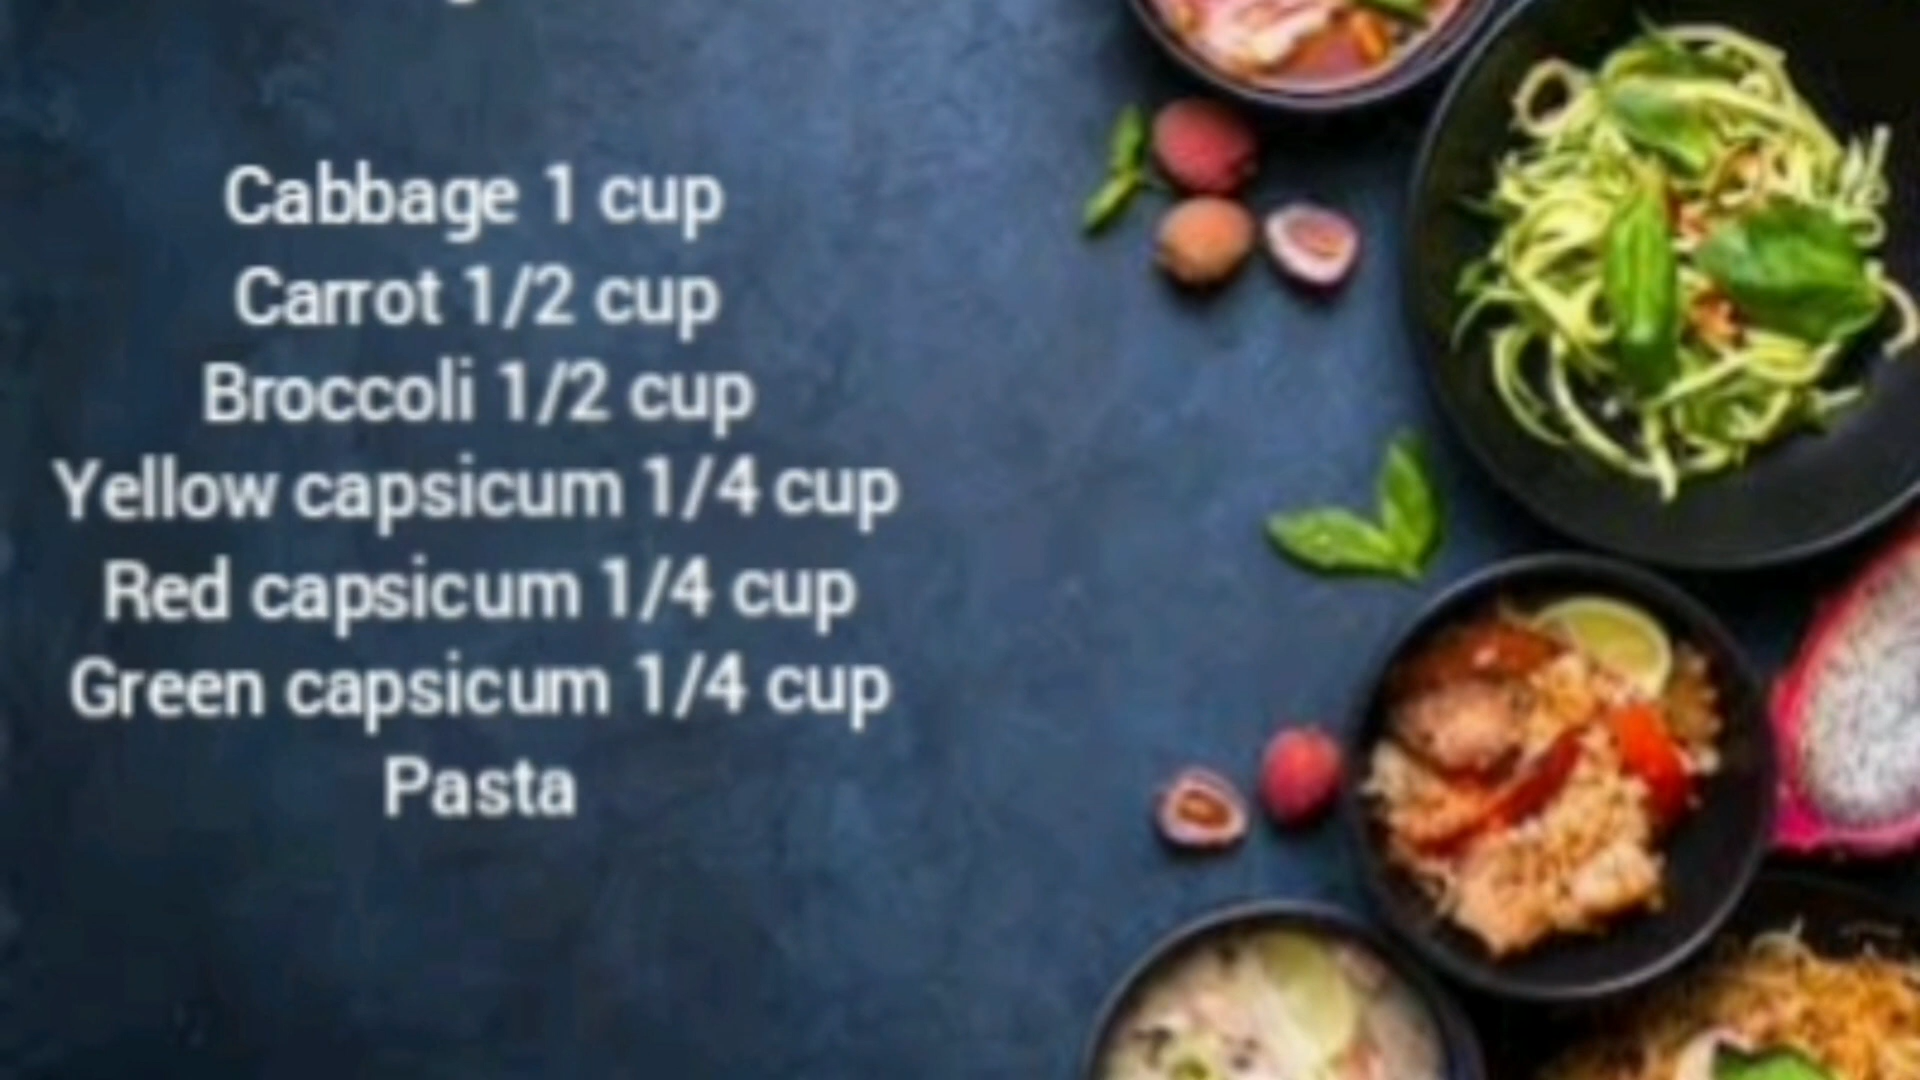 Cabbage 1 cup
Carrot 1/2 cup
Broccoli 1/2 cup
Yellow capsicum 1/4 cup
Red capsicum 1/4 cup
Green capsicum 1/4 cup
Pasta